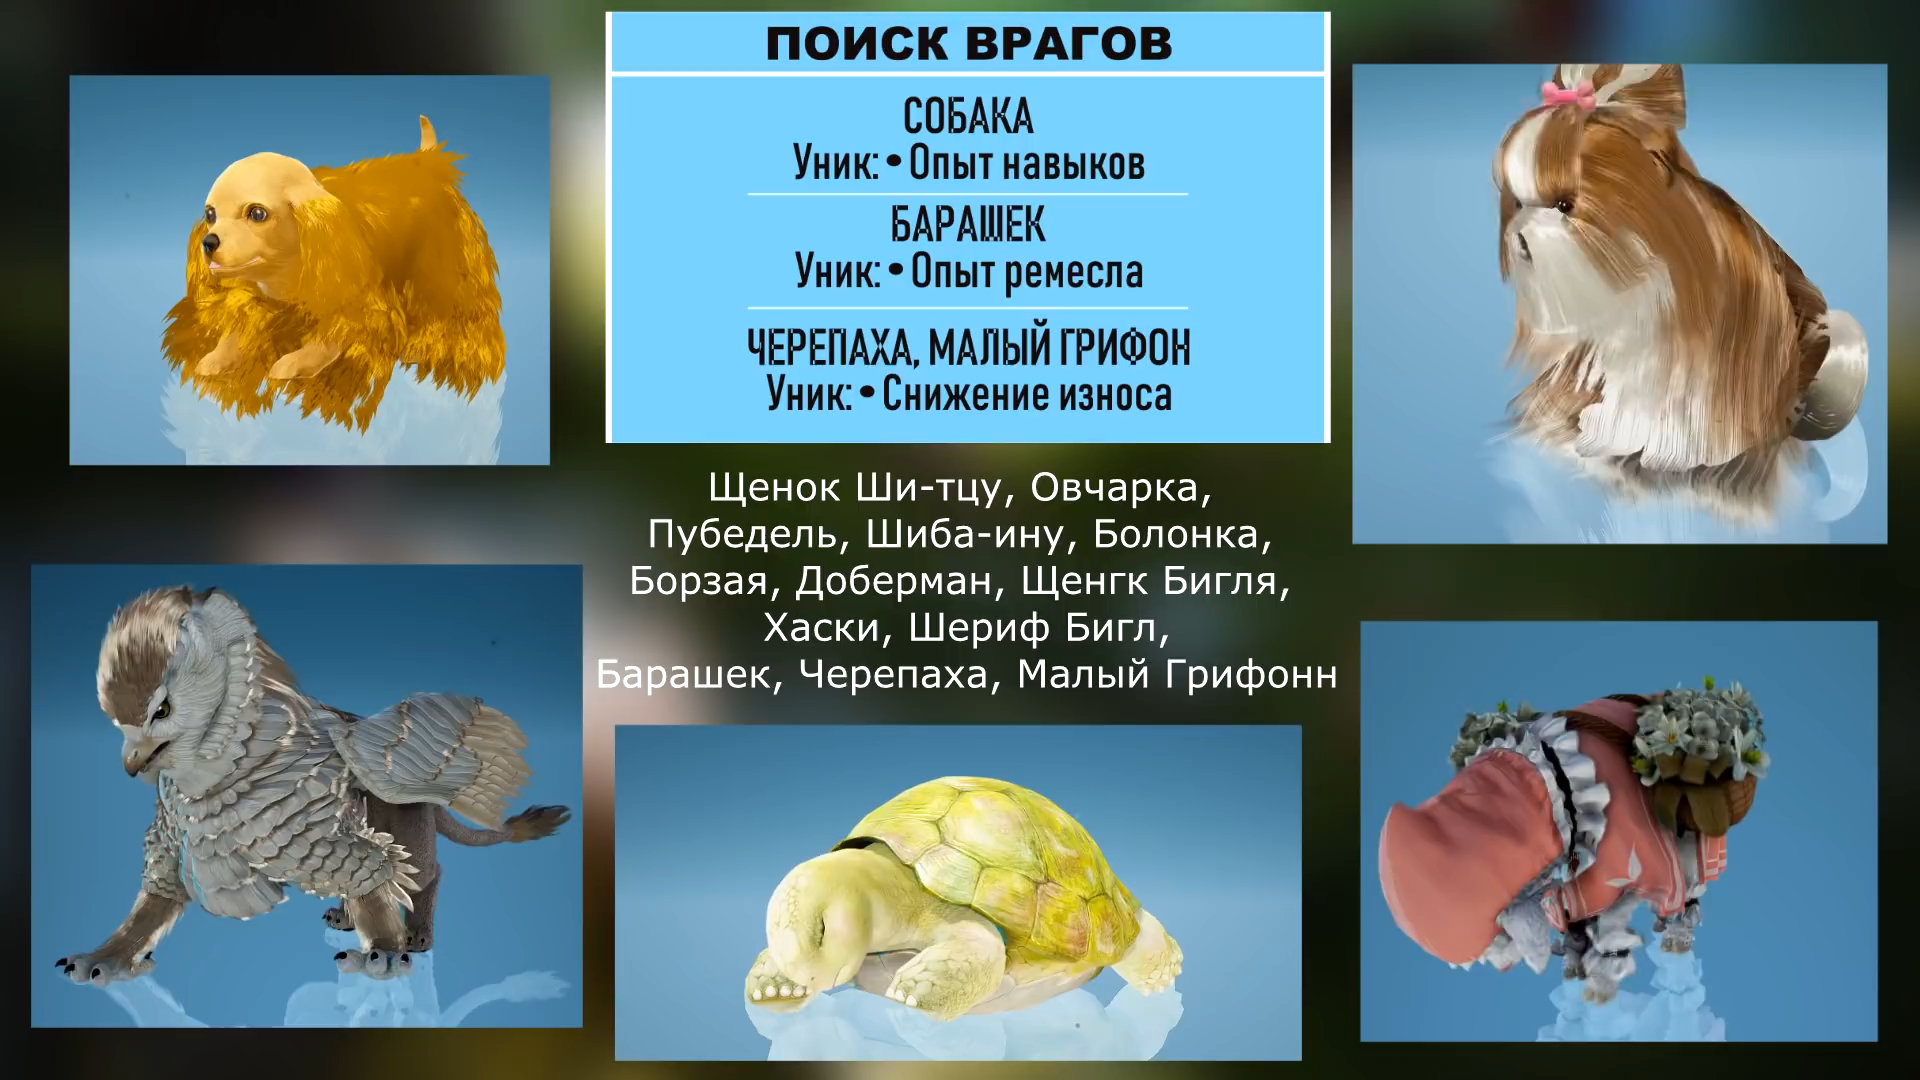 ПОИСК ВРАГОВ
СОБАКА
Уник: • Опыт навыков
БАРАШЕК
Уник: • Опыт ремесла
ЧЕРЕПАХА, МАЛЫЙ ГРИФОН
Уник: • Снижение износа
Щенок Ши-тцу, Овчарка,
Пубедель, Шиба-ину, Болонка,
Борзая, Доберман, Щенгк Бигля,
Хаски, Шериф Бигл,
Барашек, Черепаха, Малый Грифонн